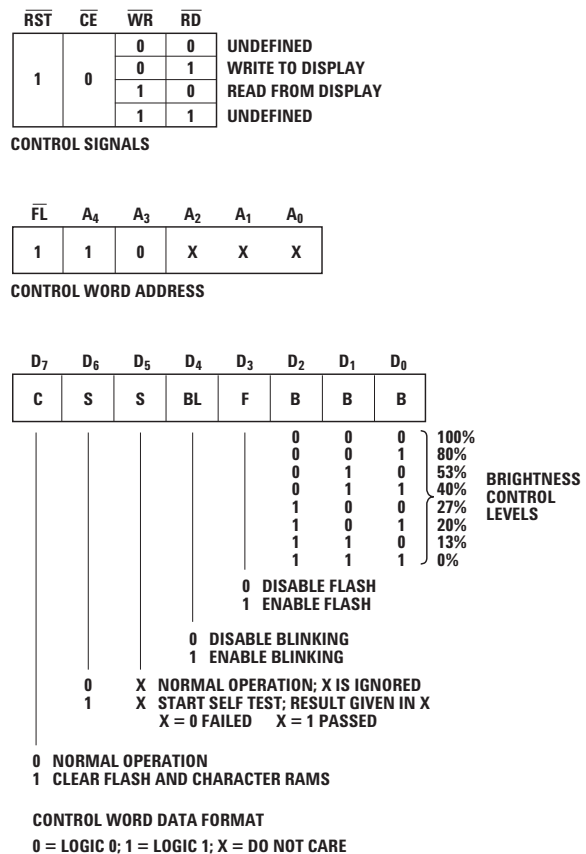 RST CE WR RD
0 0 UNDEFINED
1 0 0 1 WRITE TO DISPLAY
1 0 READ FROM DISPLAY
1 1 UNDEFINED
CONTROL SIGNALS
FL A4 A3 A2 A1 A0
1 1 0 X X X
CONTROL WORD ADDRESS
D7 D6 D5 D4 D3 D2 D1 D0
C S S BL F B B B
0 0 0 100%
0 0 1 80%
0 1 0 53%
0 1 1 40%
1 0 0 27%
1 0 1 20%
1 1 0 13%
1 1 1 0%
BRIGHTNESS
CONTROL
LEVELS
0 DISABLE FLASH
1 ENABLE FLASH
0 DISABLE BLINKING
1 ENABLE BLINKING
0 X NORMAL OPERATION; X IS IGNORED
1 X START SELF TEST; RESULT GIVEN IN X
X = 0 FAILED X = 1 PASSED
0 NORMAL OPERATION
1 CLEAR FLASH AND CHARACTER RAMS
CONTROL WORD DATA FORMAT
0 = LOGIC 0; 1 = LOGIC 1; X = DO NOT CARE